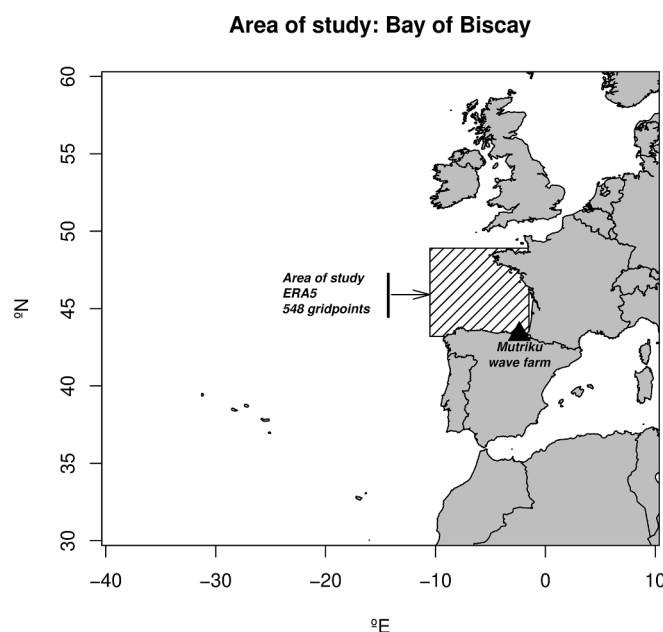 Area of study: Bay of Biscay
ºN
60
55
50
45
40
35
30
Area of study
ERA5
548 gridpoints
Mutriku
wave farm
−40
−30
−20
−10
0
10
ºE